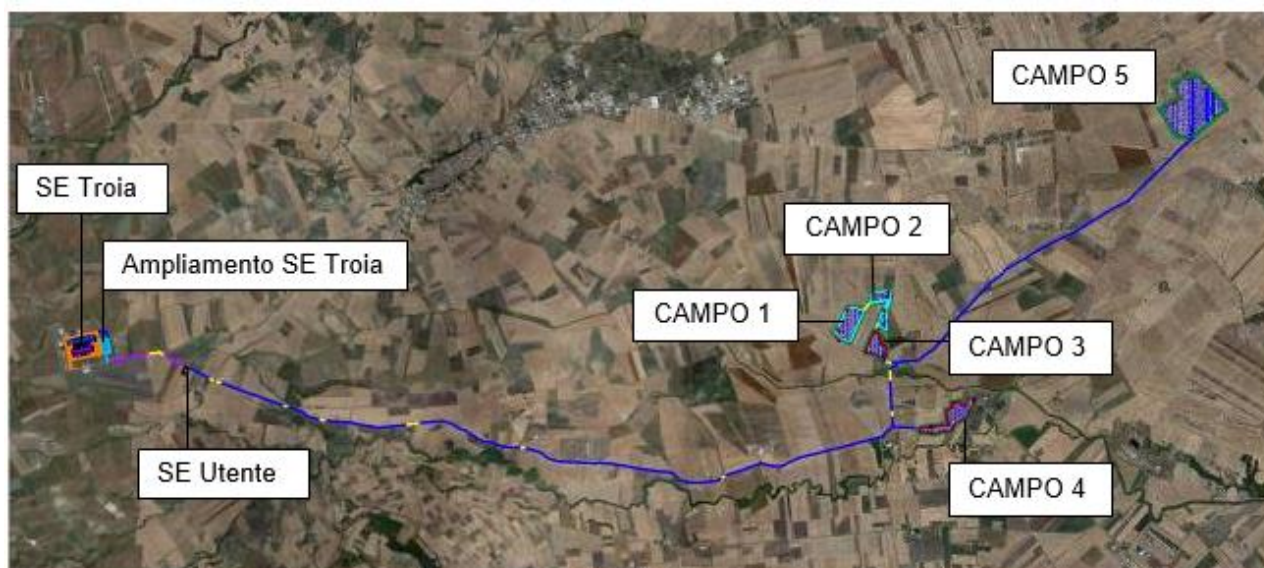 CAMPO 5
SE Troia
CAMPO 2
Ampliamento SE Troia
CAMPO 1
CAMPO 3
SE Utente
CAMPO 4